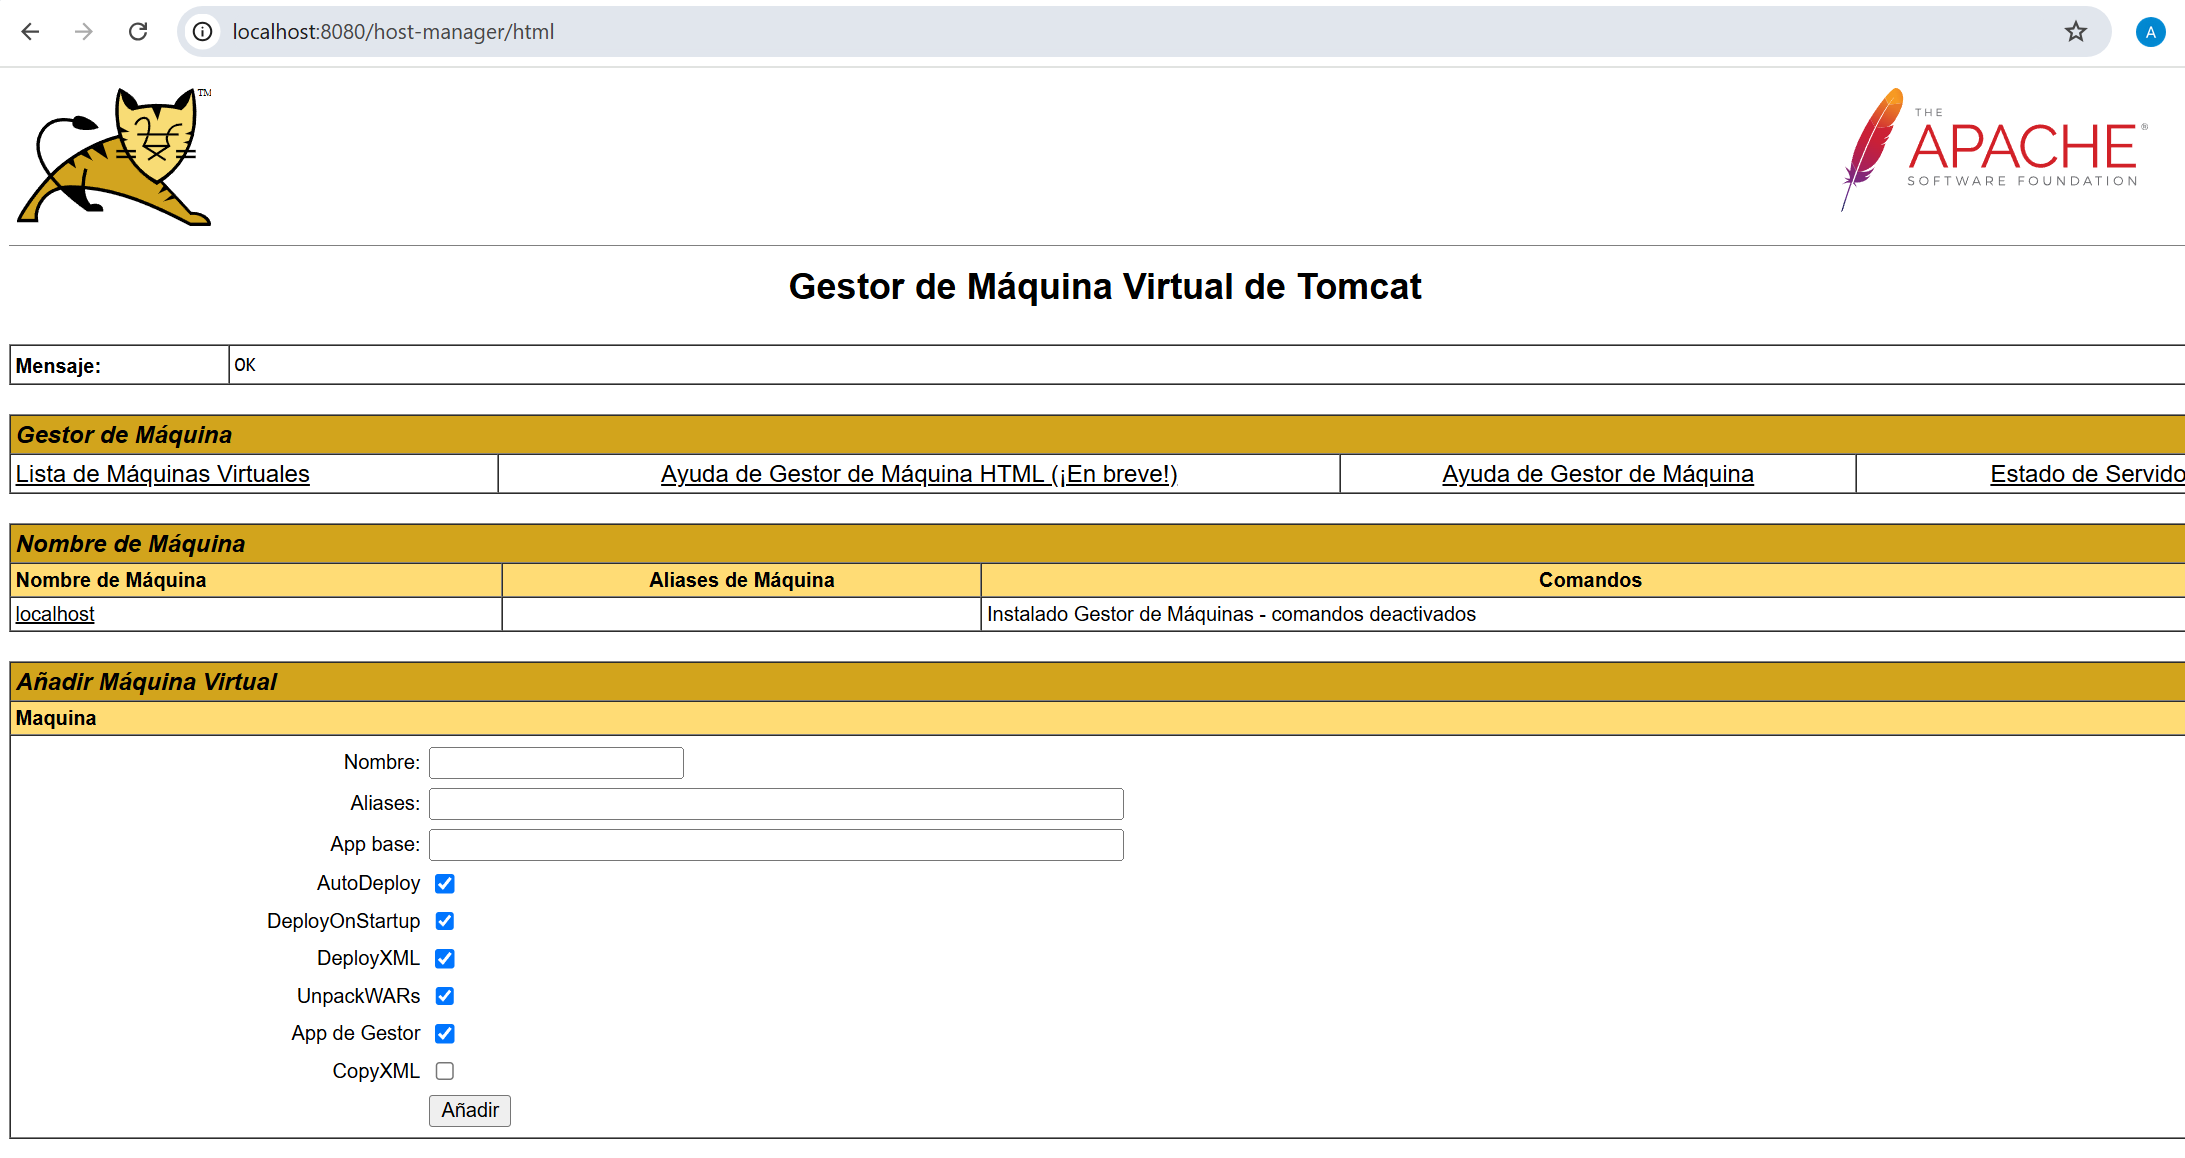 localhost:8080/host-manager/html
A
TM
THE
APACHE®
SOFTWARE FOUNDATION
Gestor de Máquina Virtual de Tomcat
Mensaje: OK
Gestor de Máquina
Lista de Máquinas Virtuales Ayuda de Gestor de Máquina HTML (¡En breve!) Ayuda de Gestor de Máquina Estado de Servido
Nombre de Máquina
Nombre de Máquina Aliases de Máquina Comandos
localhost Instalado Gestor de Máquinas - comandos deactivados
Añadir Máquina Virtual
Maquina
Nombre:
Aliases:
App base:
AutoDeploy
DeployOnStartup
DeployXML
UnpackWARs
App de Gestor
CopyXML
Añadir